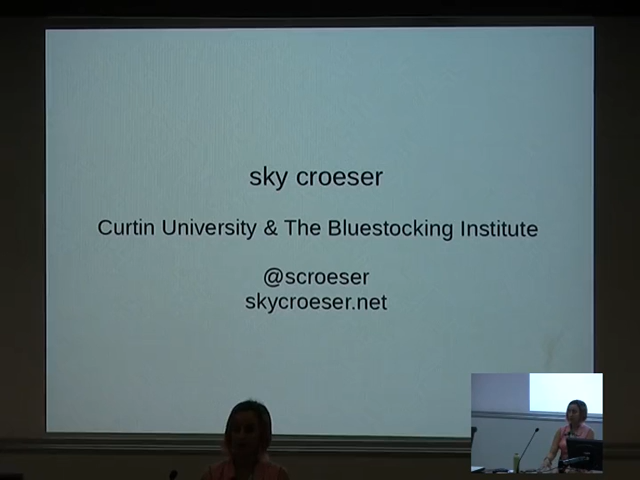 sky croeser
Curtin University & The Bluestocking Institute
@scroeser
skycroeser.net